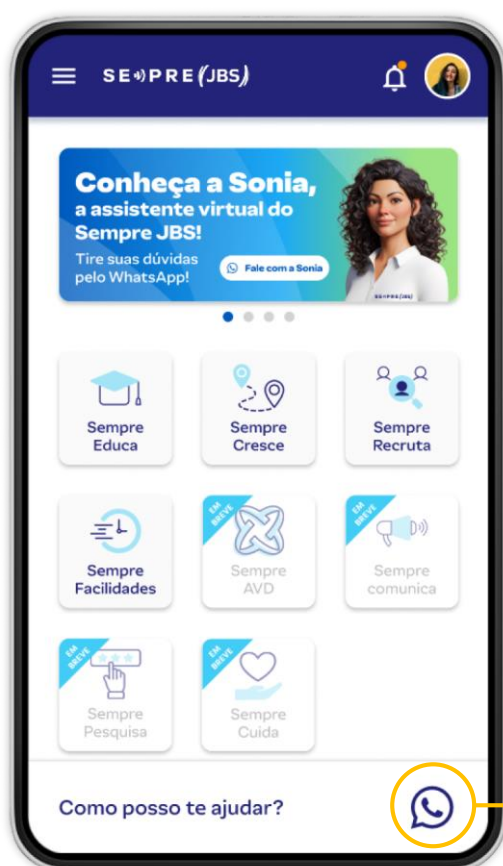 SEMPRE (JBS)
Conheça a Sonia,
a assistente virtual do
Sempre JBS!
Tire suas dúvidas
pelo WhatsApp!
Fale com a Sonia
SEMPRE (JBS)
Sempre
Educa
Sempre
Cresce
Sempre
Recruta
Sempre
Facilidades
EM
BREVE
Sempre
AVD
EM
BREVE
Sempre
comunica
EM
BREVE
Sempre
Pesquisa
EM
BREVE
Sempre
Cuida
Como posso te ajudar?